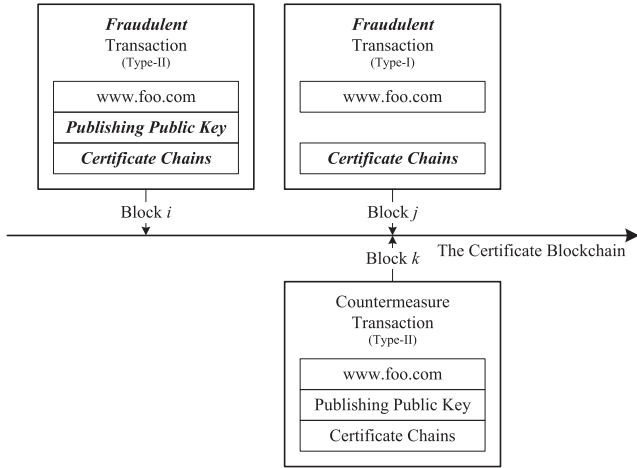 Fraudulent
Transaction
(Type-II)
www.foo.com
Publishing Public Key
Certificate Chains
Fraudulent
Transaction
(Type-I)
www.foo.com
Certificate Chains
Block i
Block j
The Certificate Blockchain
Block k
Countermeasure
Transaction
(Type-II)
www.foo.com
Publishing Public Key
Certificate Chains